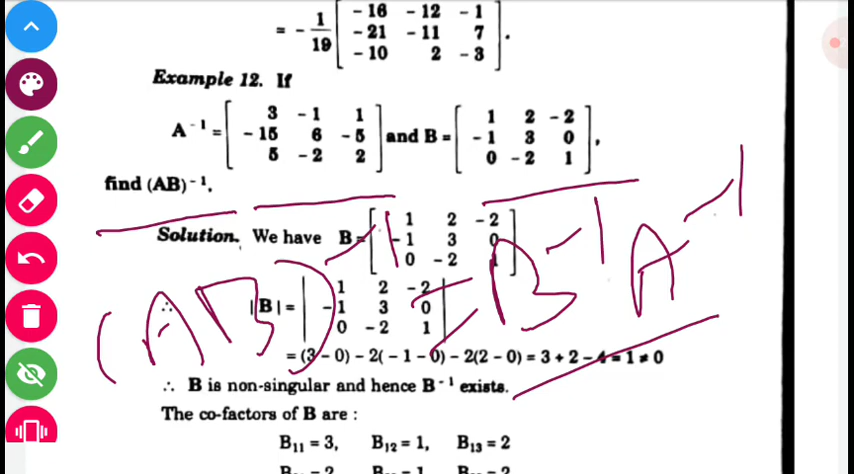 = - 1/19 [ - 16 - 12 - 1
- 21 - 11 7
- 10 2 - 3 ].
Example 12. If
A⁻¹ = [ 3 - 1 1
- 15 6 - 5
5 - 2 2 ] and B = [ 1 2 - 2
- 1 3 0
0 - 2 1 ],
find (AB)⁻¹.
Solution. We have B = [ 1 2 - 2
- 1 3 0
0 - 2 1 ]
∴ |B| = | 1 2 - 2
- 1 3 0
0 - 2 1 |
(AB)⁻¹ = B⁻¹ A⁻¹
= (3 - 0) - 2( - 1 - 0) - 2(2 - 0) = 3 + 2 - 4 = 1 ≠ 0
∴ B is non-singular and hence B⁻¹ exists.
The co-factors of B are :
B₁₁ = 3, B₁₂ = 1, B₁₃ = 2